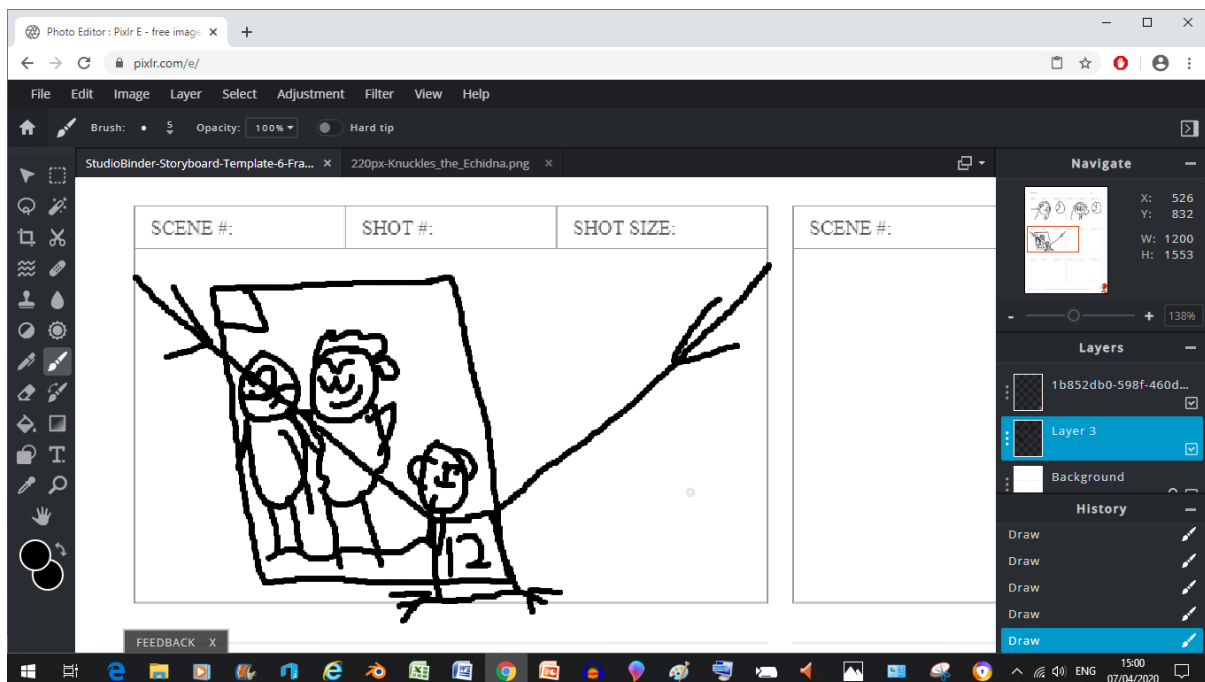 Photo Editor : Pixlr E - free image
pixlr.com/e/
File Edit Image Layer Select Adjustment Filter View Help
Brush: 5 Opacity: 100% Hard tip
StudioBinder-Storyboard-Template-6-Fra... × 220px-Knuckles_the_Echidna.png ×
Navigate
X: 526
Y: 832
W: 1200
H: 1553
- + 138%
SCENE #: SHOT #: SHOT SIZE: SCENE #:
12
Layers
1b852db0-598f-460d...
Layer 3
Background
History
Draw
Draw
Draw
Draw
Draw
FEEDBACK X
ENG 15:00
07/04/2020